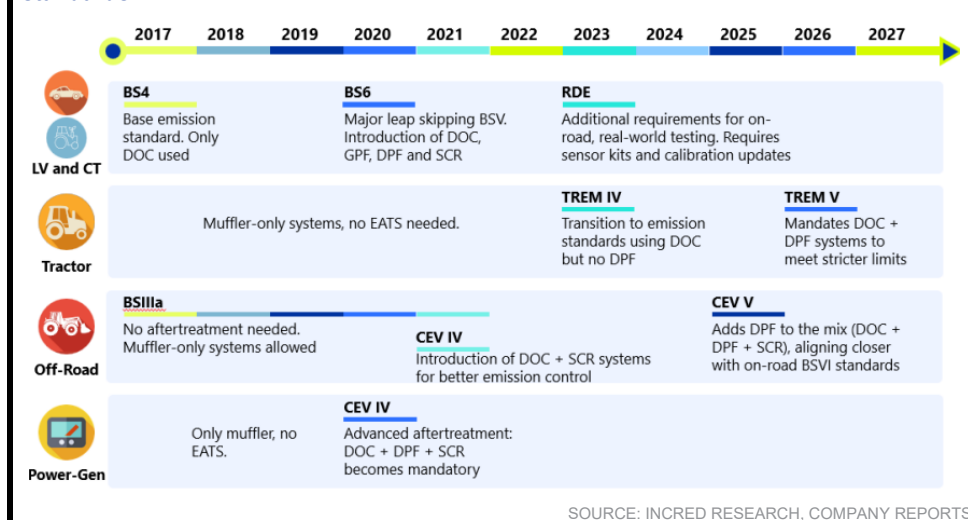 2017 2018 2019 2020 2021 2022 2023 2024 2025 2026 2027
LV and CT
BS4
Base emission
standard. Only
DOC used
BS6
Major leap skipping BSV.
Introduction of DOC,
GPF, DPF and SCR
RDE
Additional requirements for on-
road, real-world testing. Requires
sensor kits and calibration updates
Tractor
Muffler-only systems, no EATS needed.
TREM IV
Transition to emission
standards using DOC
but no DPF
TREM V
Mandates DOC +
DPF systems to
meet stricter limits
Off-Road
BSIIIa
No aftertreatment needed.
Muffler-only systems allowed
CEV IV
Introduction of DOC + SCR systems
for better emission control
CEV V
Adds DPF to the mix (DOC +
DPF + SCR), aligning closer
with on-road BSVI standards
Power-Gen
Only muffler, no
EATS.
CEV IV
Advanced aftertreatment:
DOC + DPF + SCR
becomes mandatory
SOURCE: INCRED RESEARCH, COMPANY REPORTS